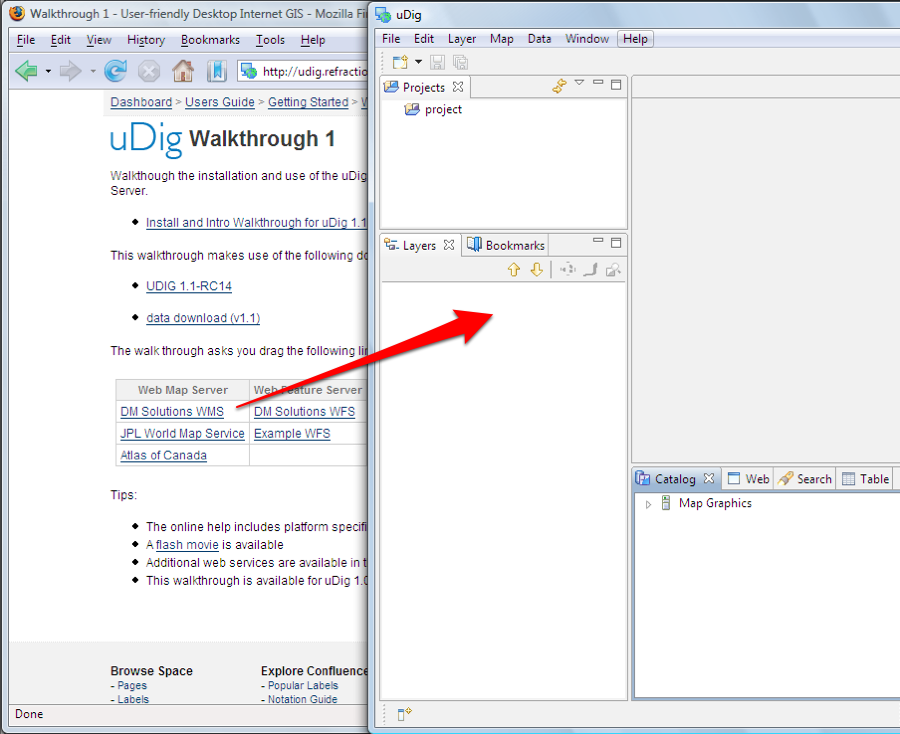 Walkthrough 1 - User-friendly Desktop Internet GIS - Mozilla Fi
File Edit View History Bookmarks Tools Help
http://udig.refractio
Dashboard > Users Guide > Getting Started > W
uDig Walkthrough 1
Walkthough the installation and use of the uDig
Server.
Install and Intro Walkthrough for uDig 1.1
This walkthrough makes use of the following do
UDIG 1.1-RC14
data download (v1.1)
The walk through asks you drag the following lin
Web Map Server Web Feature Server
DM Solutions WMS DM Solutions WFS
JPL World Map Service Example WFS
Atlas of Canada
Tips:
The online help includes platform specifi
A flash movie is available
Additional web services are available in t
This walkthrough is available for uDig 1.0
Browse Space Explore Confluence
- Pages - Popular Labels
- Labels - Notation Guide
Done
uDig
File Edit Layer Map Data Window Help
Projects
project
Layers Bookmarks
Catalog Web Search Table
Map Graphics